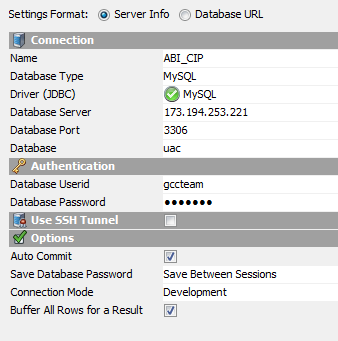 Settings Format: Server Info Database URL
Connection
Name ABI_CIP
Database Type MySQL
Driver (JDBC) MySQL
Database Server 173.194.253.221
Database Port 3306
Database uac
Authentication
Database Userid gccteam
Database Password ●●●●●●●
Use SSH Tunnel
Options
Auto Commit
Save Database Password Save Between Sessions
Connection Mode Development
Buffer All Rows for a Result